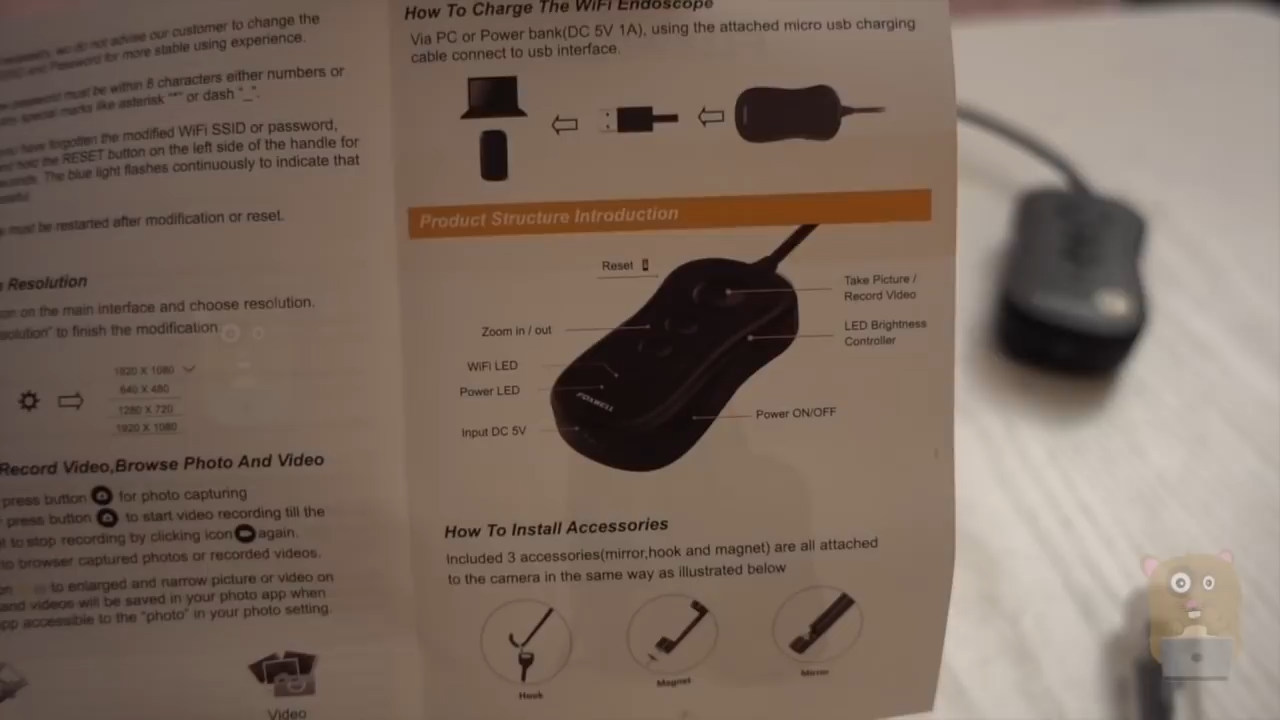 we do not advise our customer to change the
and Password for more stable using experience.
password must be within 8 characters either numbers or
special marks like asterisk "*" or dash "_".
have forgotten the modified WiFi SSID or password,
hold the RESET button on the left side of the handle for
The blue light flashes continuously to indicate that
must be restarted after modification or reset.
Resolution
on the main interface and choose resolution.
to finish the modification
1920 X 1080
640 X 480
1280 X 720
1920 X 1080
Record Video,Browse Photo And Video
press button for photo capturing
press button to start video recording till the
to stop recording by clicking icon again.
to browser captured photos or recorded videos.
to enlarged and narrow picture or video on
and videos will be saved in your photo app when
accessible to the "photo" in your photo setting
Video
How To Charge The WiFi Endoscope
Via PC or Power bank(DC 5V 1A), using the attached micro usb charging
cable connect to usb interface.
Product Structure Introduction
Reset
Take Picture /
Record Video
Zoom in / out
LED Brightness
Controller
WiFi LED
Power LED
FOXWELL
Power ON/OFF
Input DC 5V
How To Install Accessories
Included 3 accessories(mirror,hook and magnet) are all attached
to the camera in the same way as illustrated below
Hook
Magnet
Mirror